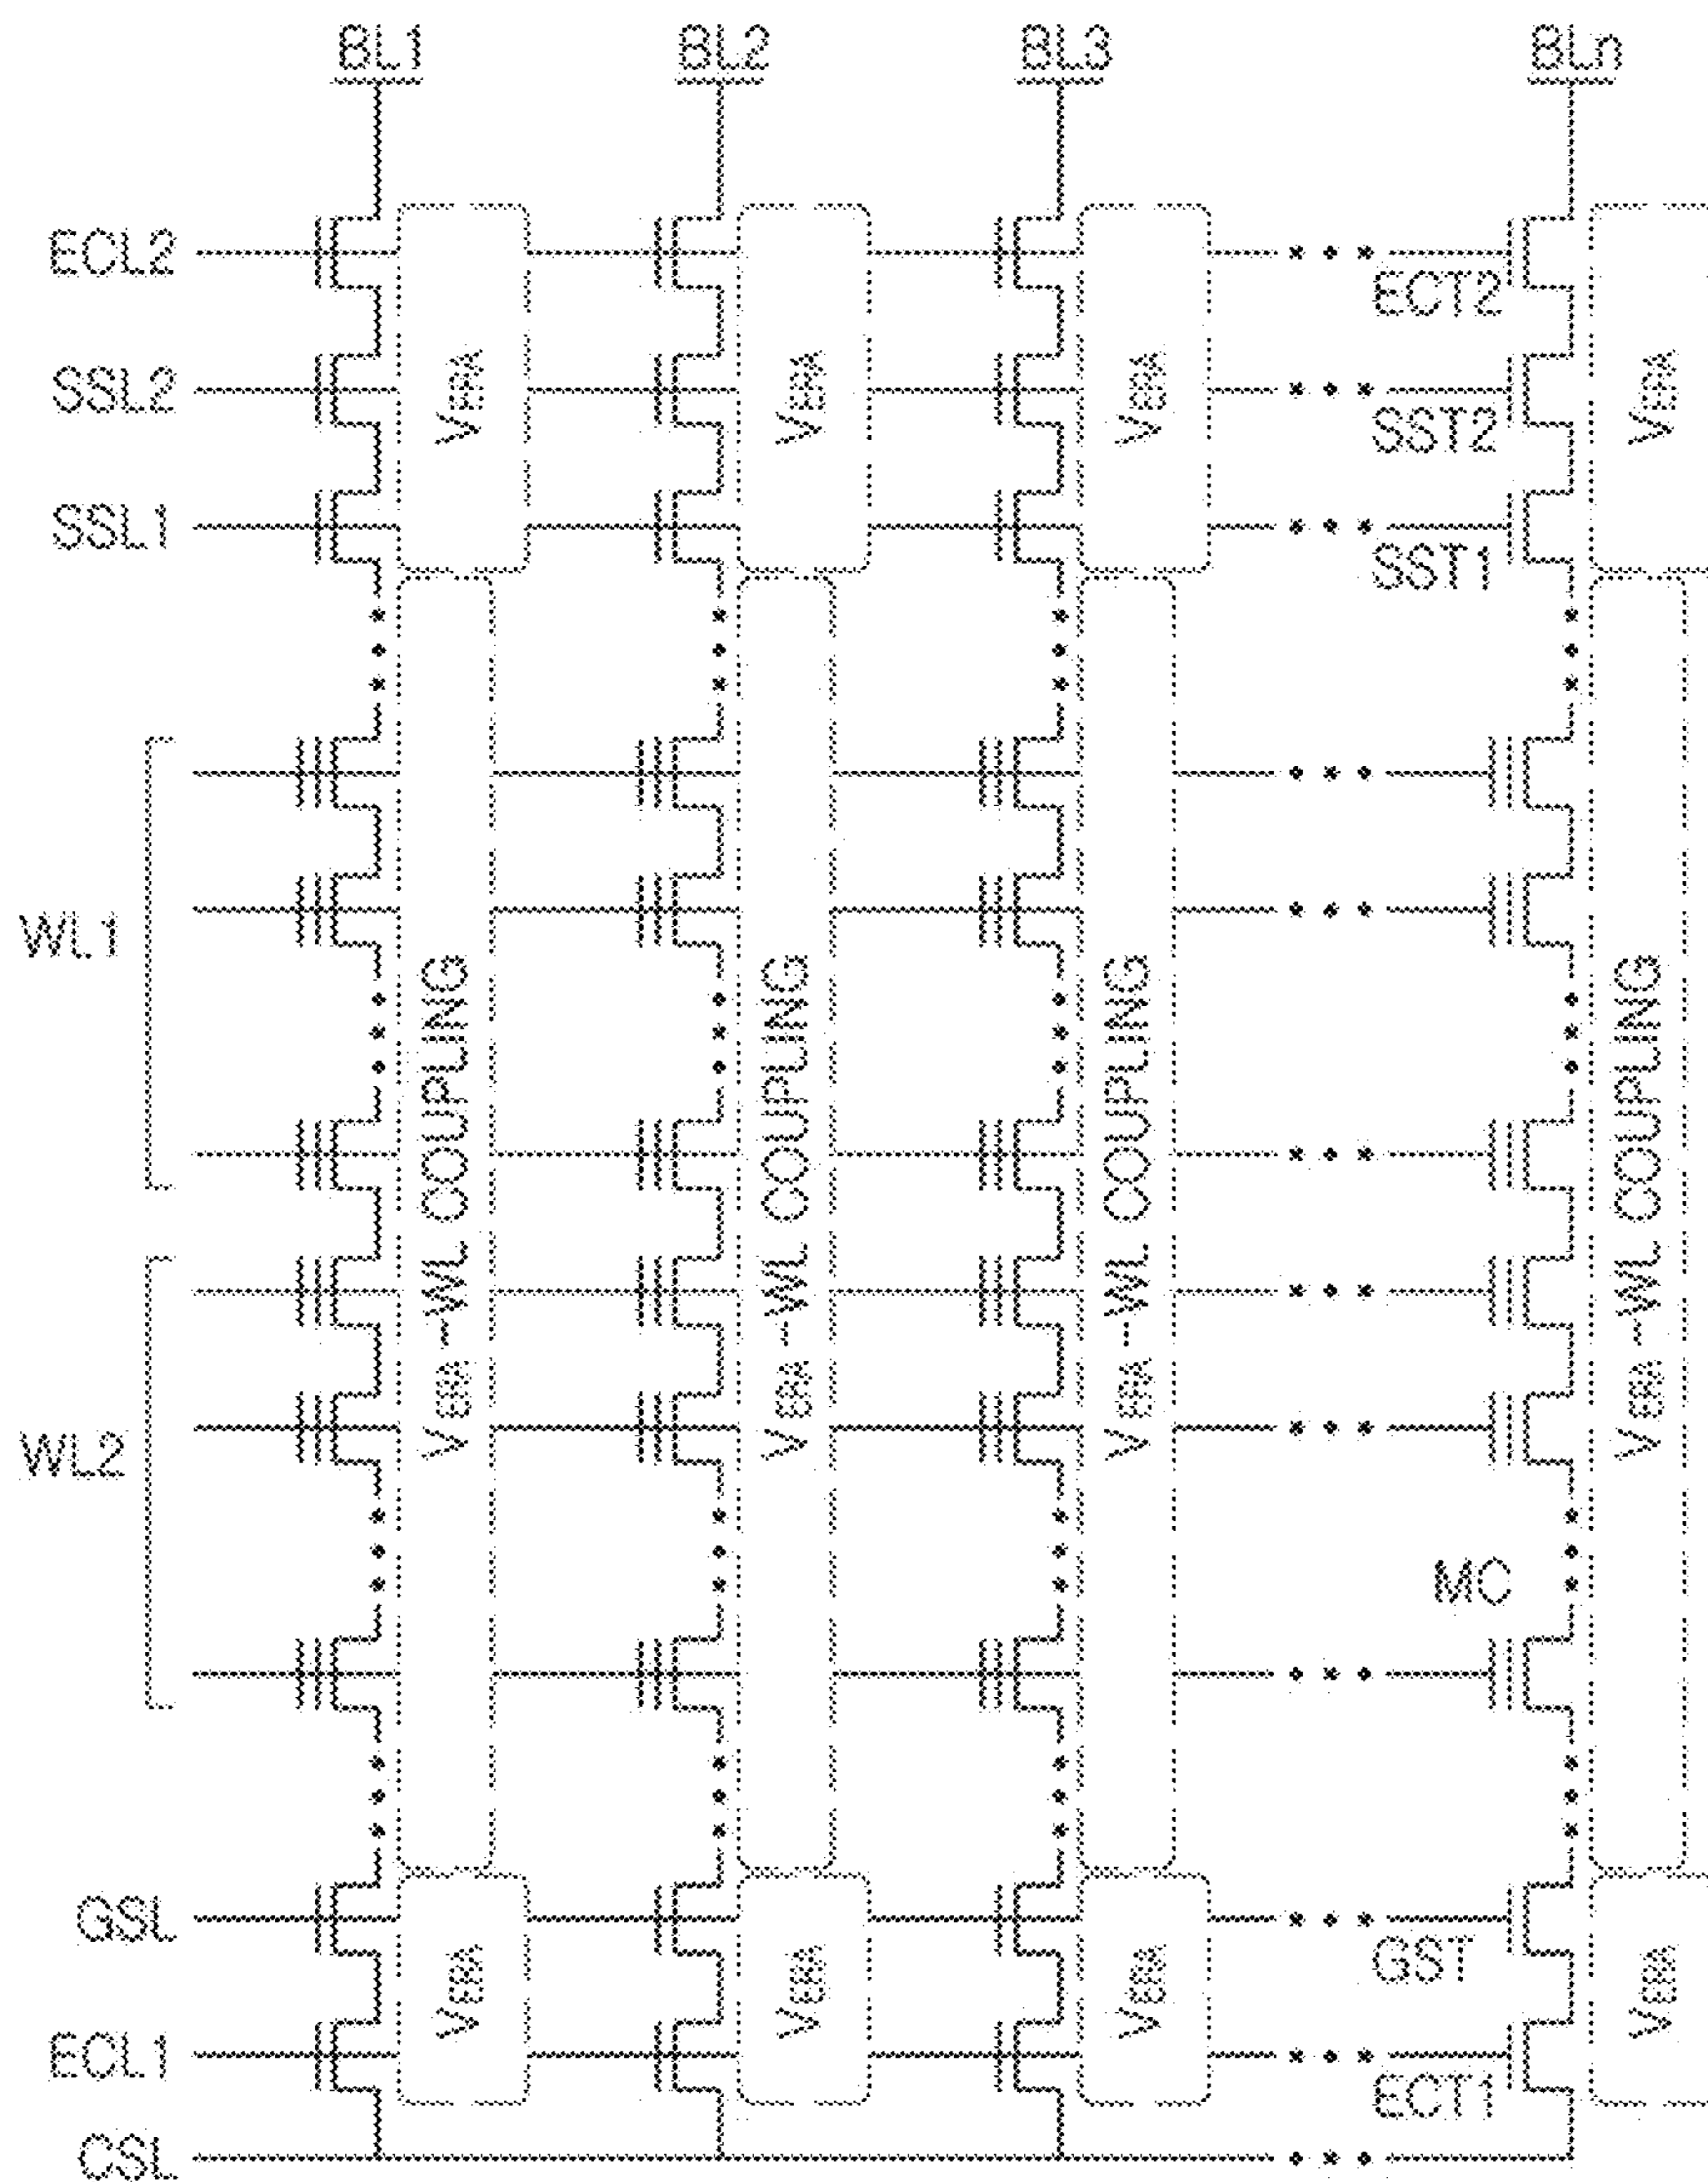 BL1 BL2 BL3 BLn
ECL2
ECT2
SSL2
VERA VERA VERA VERA
SST2
SSL1
SST1
WL1
VERA-WL COUPLING VERA-WL COUPLING VERA-WL COUPLING VERA-WL COUPLING
WL2
MC
GSL
GST
VERA VERA VERA VERA
ECL1
ECT1
CSL